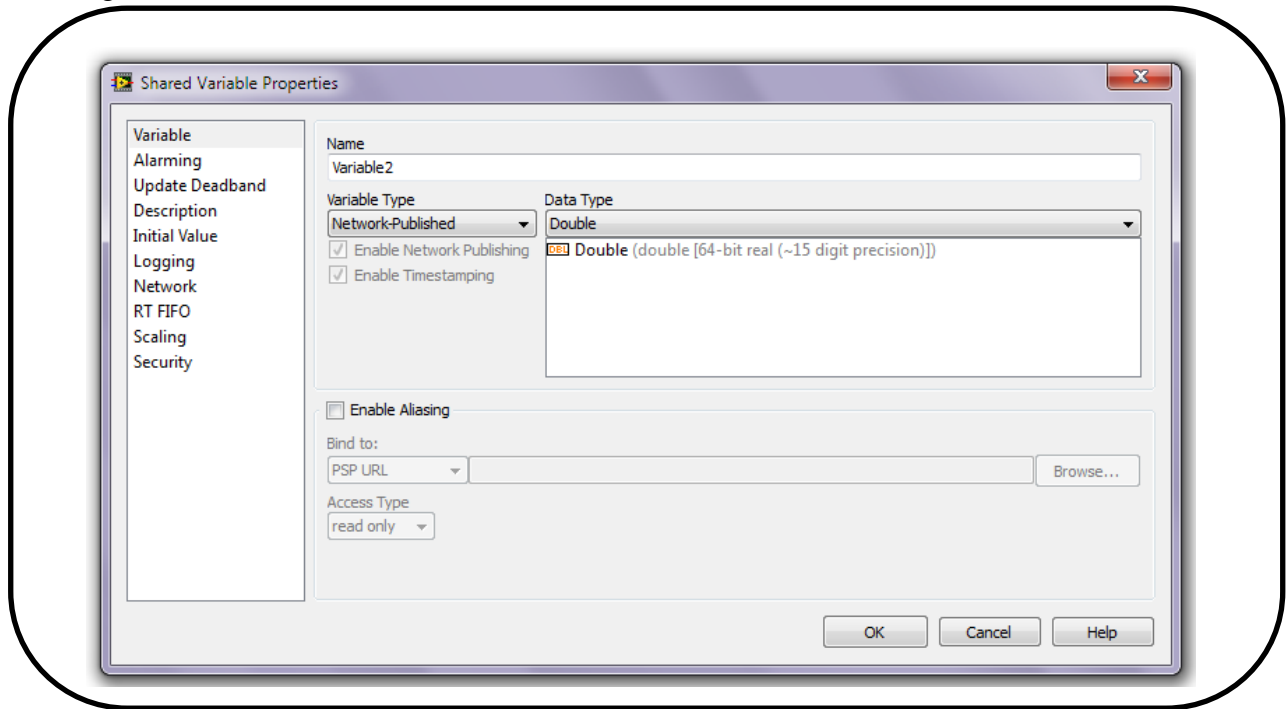 Shared Variable Properties
Variable
Alarming
Update Deadband
Description
Initial Value
Logging
Network
RT FIFO
Scaling
Security
Name
Variable2
Variable Type
Data Type
Network-Published
Double
Enable Network Publishing
DBL Double (double [64-bit real (~15 digit precision)])
Enable Timestamping
Enable Aliasing
Bind to:
PSP URL
Browse...
Access Type
read only
OK
Cancel
Help